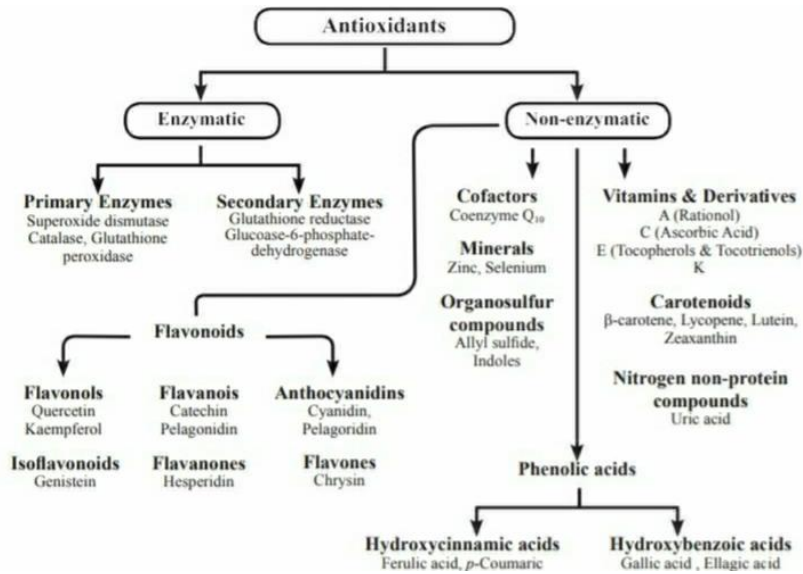 Antioxidants
Enzymatic
Non-enzymatic
Primary Enzymes
Superoxide dismutase
Catalase, Glutathione
peroxidase
Secondary Enzymes
Glutathione reductase
Glucoase-6-phosphate-
dehydrogenase
Cofactors
Coenzyme Q₁₀
Minerals
Zinc, Selenium
Organosulfur
compounds
Allyl sulfide,
Indoles
Vitamins & Derivatives
A (Rationol)
C (Ascorbic Acid)
E (Tocopherols & Tocotrienols)
K
Carotenoids
β-carotene, Lycopene, Lutein,
Zeaxanthin
Nitrogen non-protein
compounds
Uric acid
Flavonoids
Flavonols
Quercetin
Kaempferol
Isoflavonoids
Genistein
Flavanois
Catechin
Pelagonidin
Flavanones
Hesperidin
Anthocyanidins
Cyanidin,
Pelagoridin
Flavones
Chrysin
Phenolic acids
Hydroxycinnamic acids
Ferulic acid, p-Coumaric
Hydroxybenzoic acids
Gallic acid , Ellagic acid